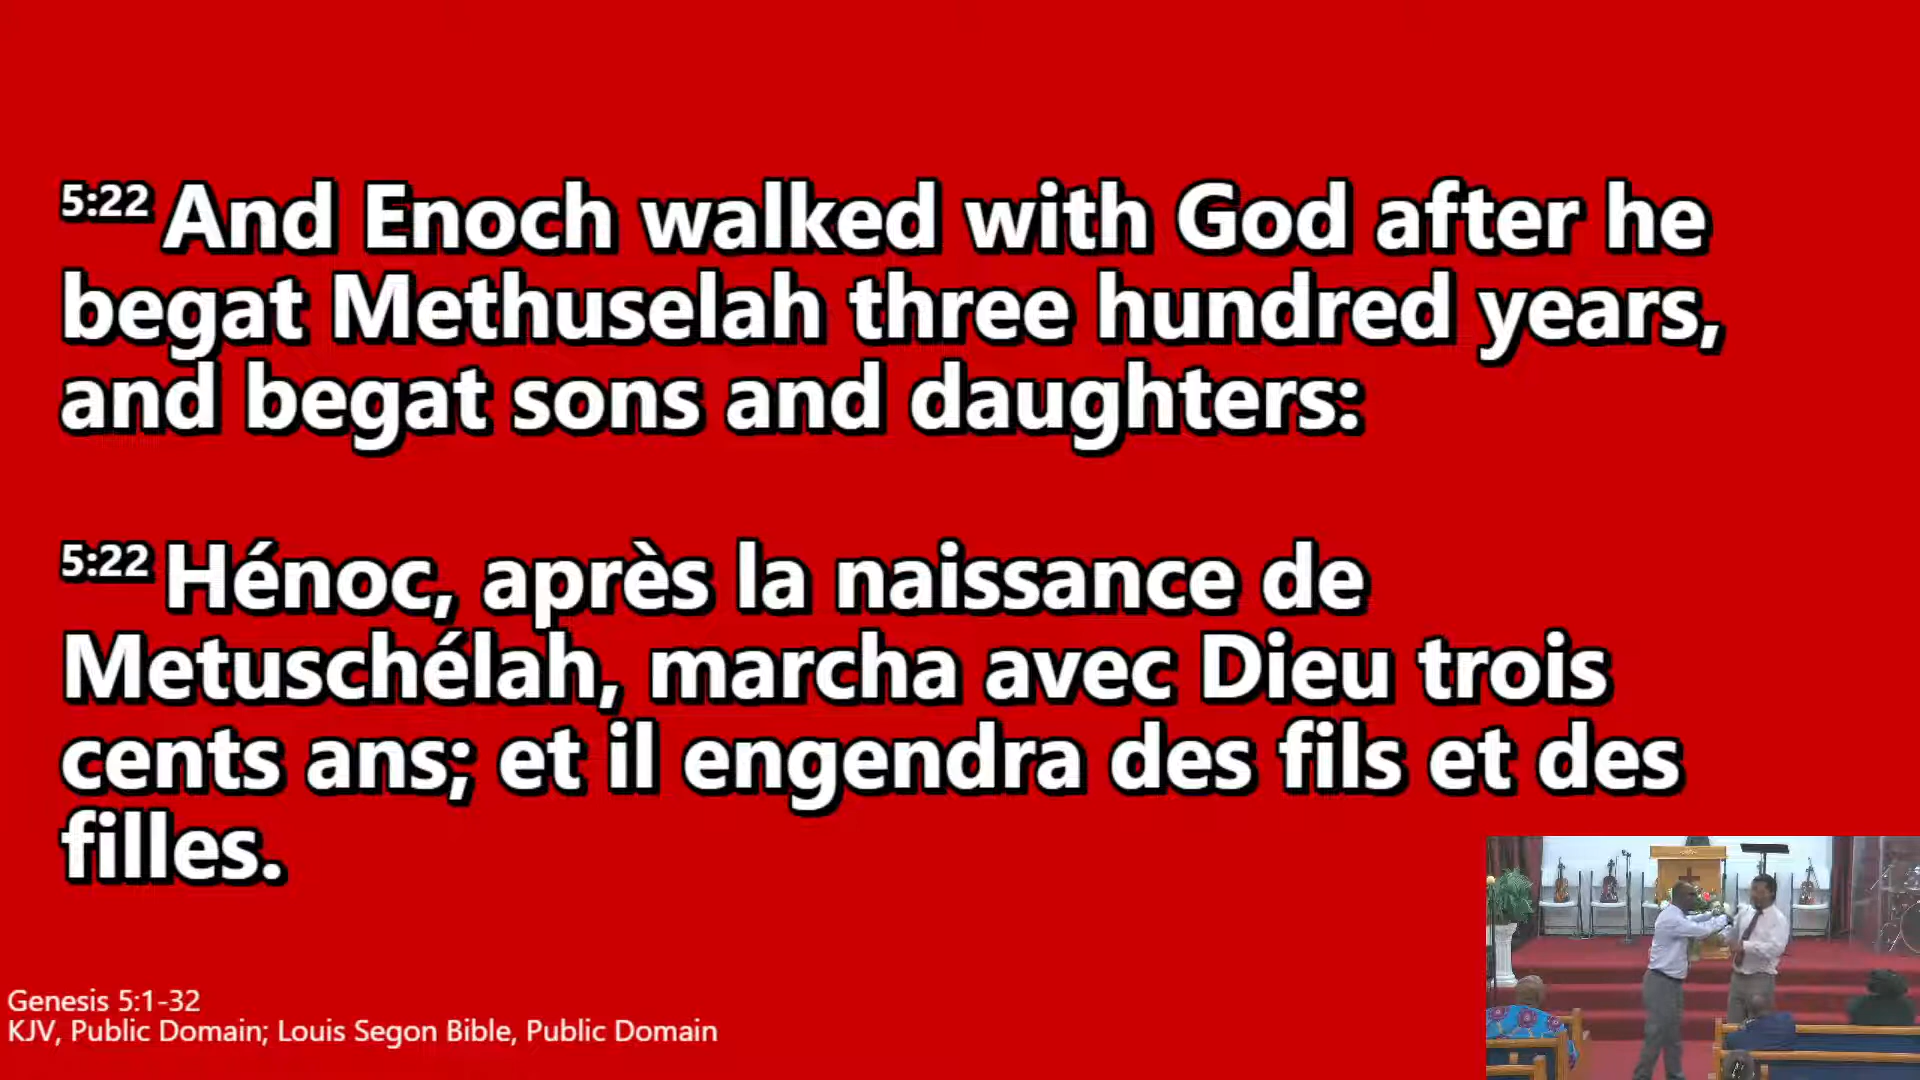 5:22 And Enoch walked with God after he
begat Methuselah three hundred years,
and begat sons and daughters:
5:22 Hénoc, après la naissance de
Metuschélah, marcha avec Dieu trois
cents ans; et il engendra des fils et des
filles.
Genesis 5:1-32
KJV, Public Domain; Louis Segon Bible, Public Domain